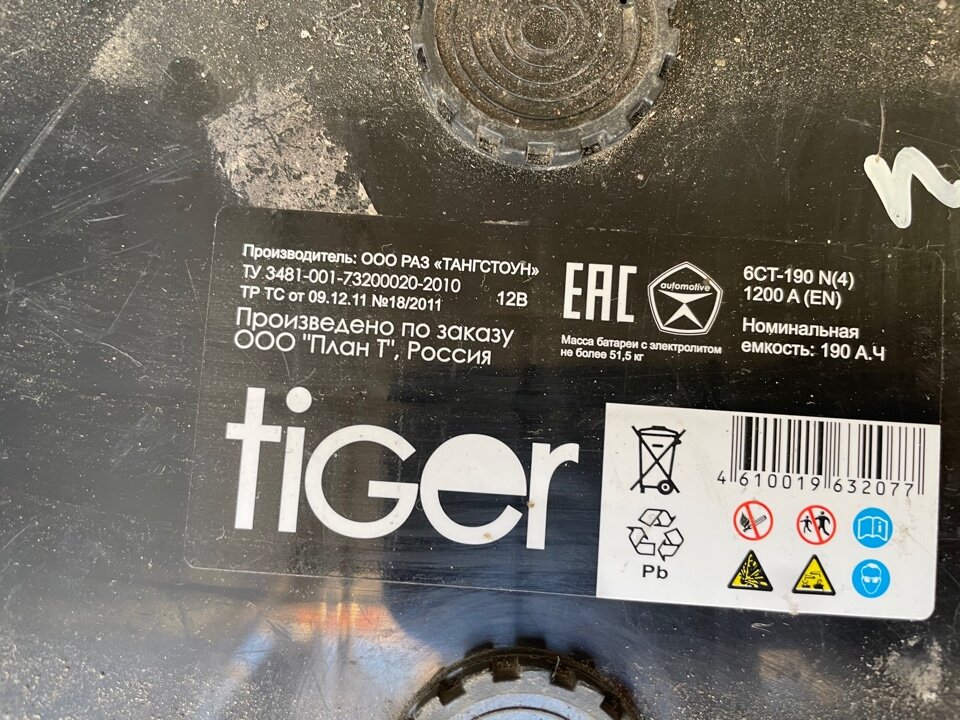 Производитель: ООО РАЗ «ТАНГСТОУН»
ТУ 3481-001-73200020-2010
ТР ТС от 09.12.11 №18/2011
12В
Произведено по заказу
ООО "План Т", Россия
EAC
automotive
Масса батареи с электролитом
не более 51,5 кг
6СТ-190 N(4)
1200 A (EN)
Номинальная
емкость: 190 А.Ч
tiger
4 610019 632077
Pb